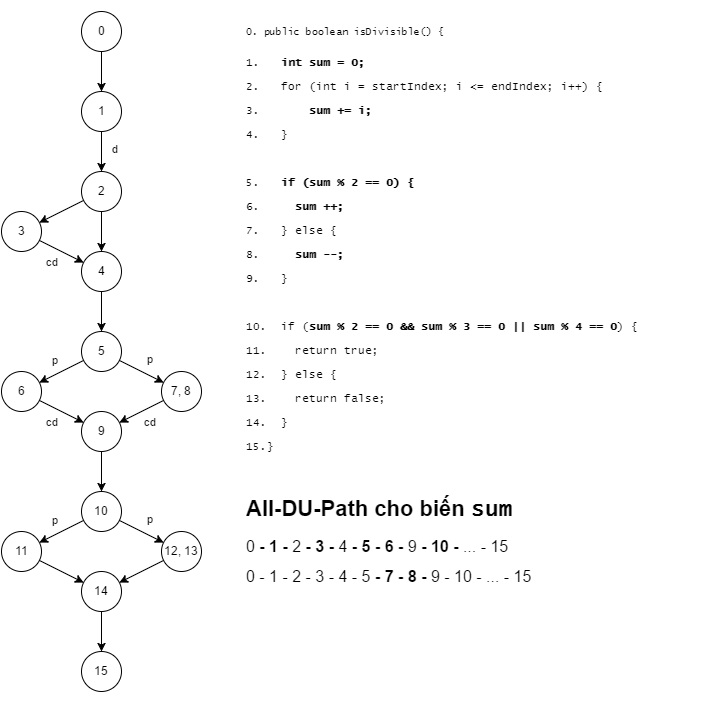 0
1
d
2
3
cd
4
5
p
p
6
7, 8
cd
cd
9
10
p
p
11
12, 13
14
15
0. public boolean isDivisible() {
1. int sum = 0;
2. for (int i = startIndex; i <= endIndex; i++) {
3. sum += i;
4. }
5. if (sum % 2 == 0) {
6. sum ++;
7. } else {
8. sum --;
9. }
10. if (sum % 2 == 0 && sum % 3 == 0 || sum % 4 == 0) {
11. return true;
12. } else {
13. return false;
14. }
15.}
All-DU-Path cho biến sum
0 - 1 - 2 - 3 - 4 - 5 - 6 - 9 - 10 - ... - 15
0 - 1 - 2 - 3 - 4 - 5 - 7 - 8 - 9 - 10 - ... - 15